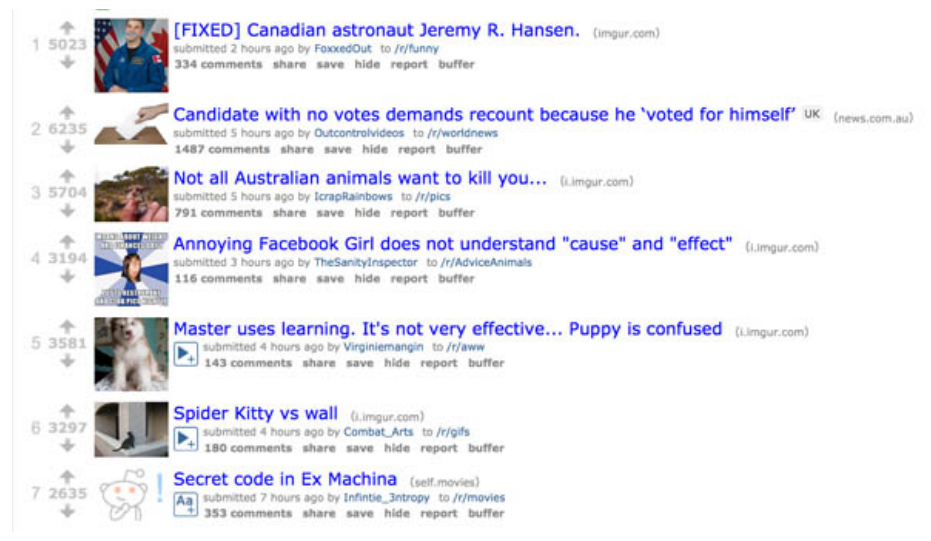 [FIXED] Canadian astronaut Jeremy R. Hansen. (imgur.com)
1 5023
submitted 2 hours ago by FoxxedOut to /r/funny
334 comments share save hide report buffer
Candidate with no votes demands recount because he ‘voted for himself’ UK (news.com.au)
2 6235
submitted 5 hours ago by Outcontrolvideos to /r/worldnews
1487 comments share save hide report buffer
Not all Australian animals want to kill you... (i.imgur.com)
3 5704
submitted 5 hours ago by IcrapRainbows to /r/pics
791 comments share save hide report buffer
Annoying Facebook Girl does not understand "cause" and "effect" (i.imgur.com)
4 3194
submitted 3 hours ago by TheSanityInspector to /r/AdviceAnimals
116 comments share save hide report buffer
Master uses learning. It's not very effective... Puppy is confused (i.imgur.com)
5 3581
submitted 4 hours ago by Virginiemangin to /r/aww
143 comments share save hide report buffer
Spider Kitty vs wall (i.imgur.com)
6 3297
submitted 4 hours ago by Combat_Arts to /r/gifs
180 comments share save hide report buffer
Secret code in Ex Machina (self.movies)
7 2635
Aa+ submitted 7 hours ago by Infintie_3ntropy to /r/movies
353 comments share save hide report buffer